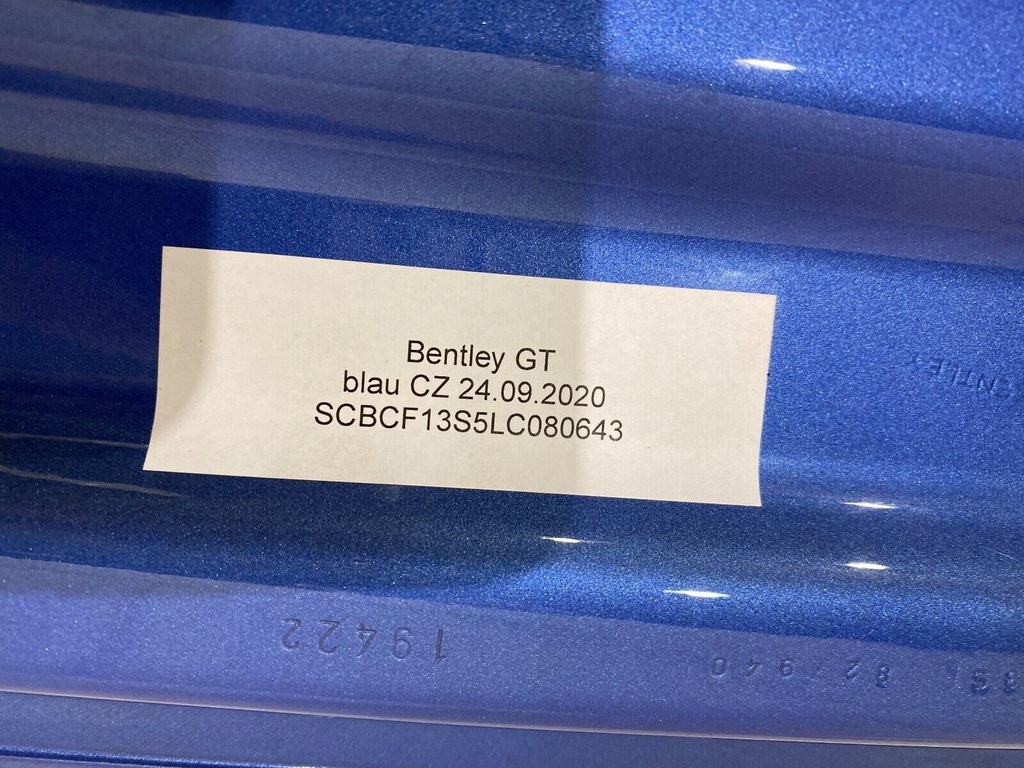 Bentley GT
blau CZ 24.09.2020
SCBCF13S5LC080643
19422